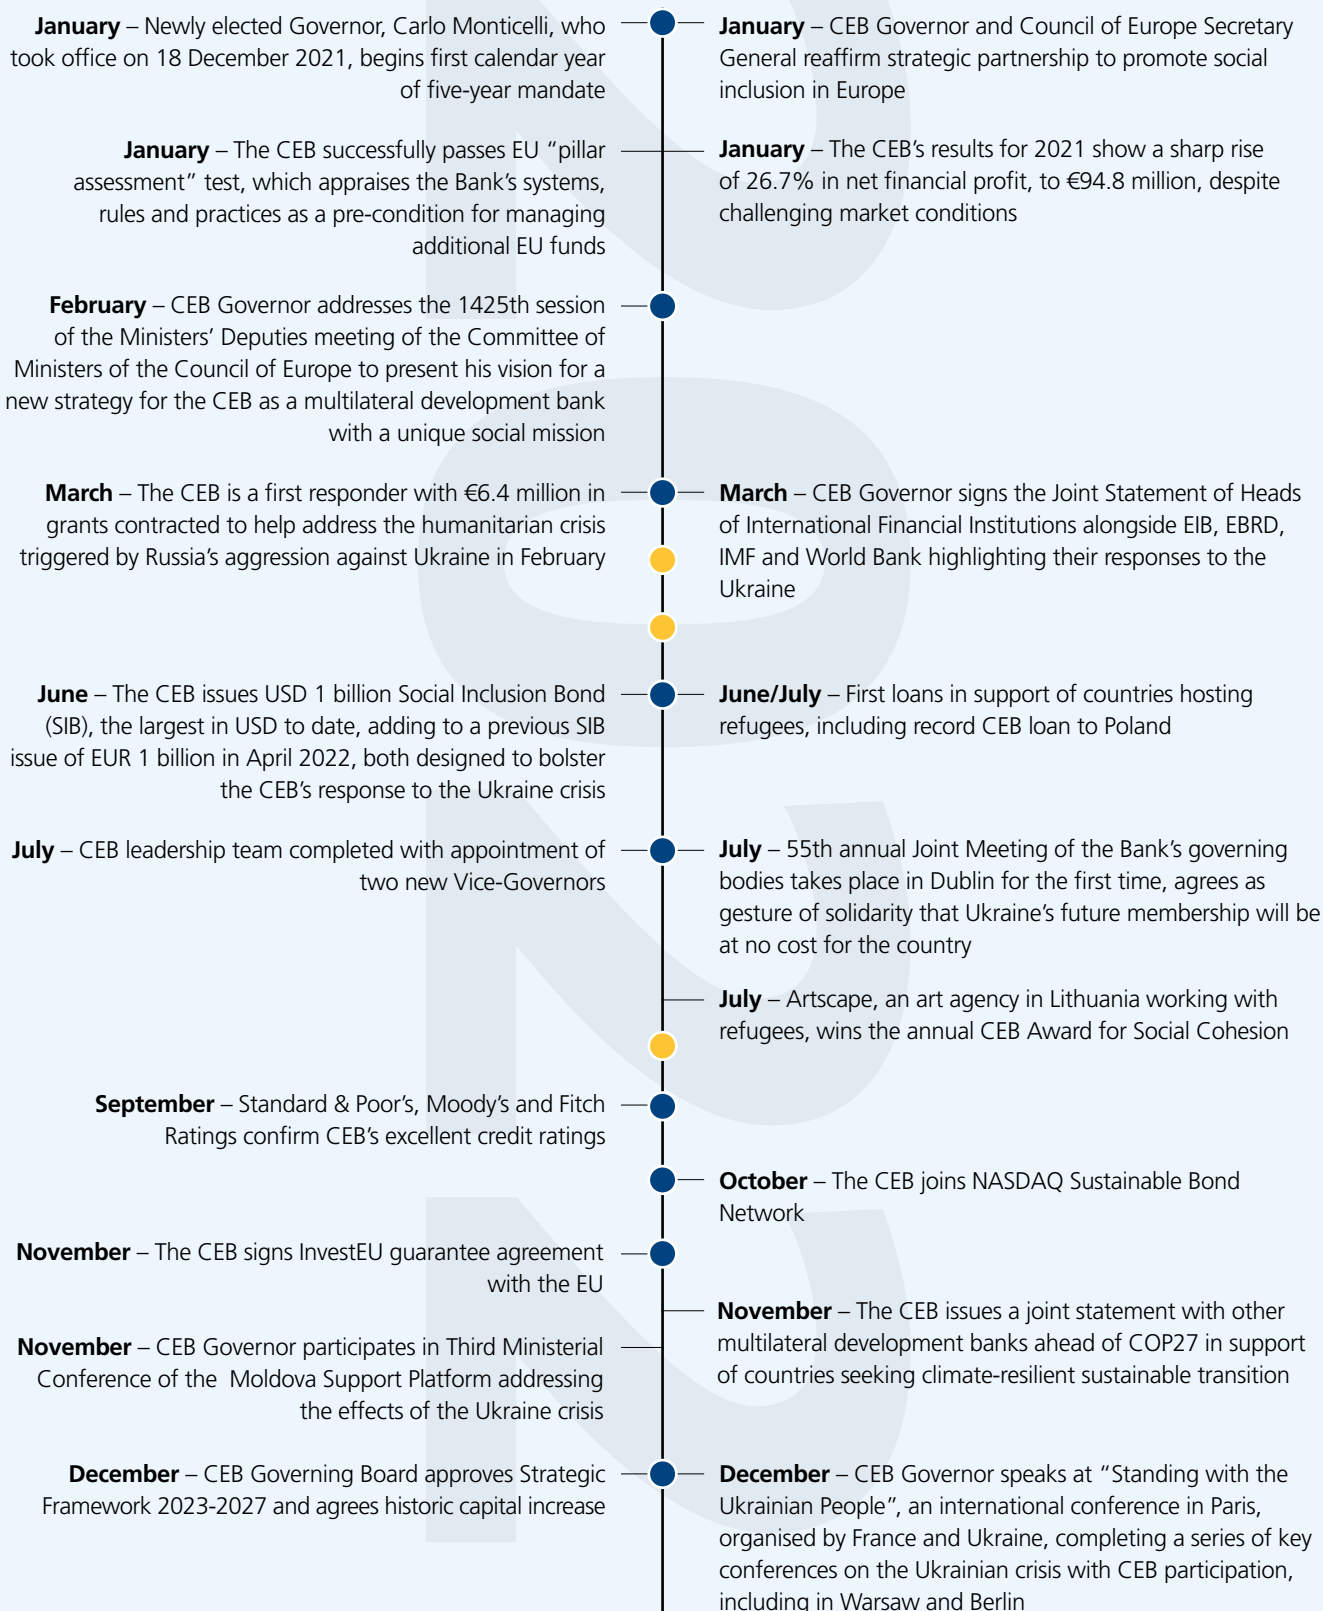 January – Newly elected Governor, Carlo Monticelli, who
took office on 18 December 2021, begins first calendar year
of five-year mandate
January – CEB Governor and Council of Europe Secretary
General reaffirm strategic partnership to promote social
inclusion in Europe
January – The CEB successfully passes EU “pillar
assessment” test, which appraises the Bank’s systems,
rules and practices as a pre-condition for managing
additional EU funds
January – The CEB’s results for 2021 show a sharp rise
of 26.7% in net financial profit, to €94.8 million, despite
challenging market conditions
February – CEB Governor addresses the 1425th session
of the Ministers’ Deputies meeting of the Committee of
Ministers of the Council of Europe to present his vision for a
new strategy for the CEB as a multilateral development bank
with a unique social mission
March – The CEB is a first responder with €6.4 million in
grants contracted to help address the humanitarian crisis
triggered by Russia’s aggression against Ukraine in February
March – CEB Governor signs the Joint Statement of Heads
of International Financial Institutions alongside EIB, EBRD,
IMF and World Bank highlighting their responses to the
Ukraine
June – The CEB issues USD 1 billion Social Inclusion Bond
(SIB), the largest in USD to date, adding to a previous SIB
issue of EUR 1 billion in April 2022, both designed to bolster
the CEB’s response to the Ukraine crisis
June/July – First loans in support of countries hosting
refugees, including record CEB loan to Poland
July – CEB leadership team completed with appointment of
two new Vice-Governors
July – 55th annual Joint Meeting of the Bank’s governing
bodies takes place in Dublin for the first time, agrees as
gesture of solidarity that Ukraine’s future membership will be
at no cost for the country
July – Artscape, an art agency in Lithuania working with
refugees, wins the annual CEB Award for Social Cohesion
September – Standard & Poor’s, Moody’s and Fitch
Ratings confirm CEB’s excellent credit ratings
October – The CEB joins NASDAQ Sustainable Bond
Network
November – The CEB signs InvestEU guarantee agreement
with the EU
November – The CEB issues a joint statement with other
multilateral development banks ahead of COP27 in support
of countries seeking climate-resilient sustainable transition
November – CEB Governor participates in Third Ministerial
Conference of the Moldova Support Platform addressing
the effects of the Ukraine crisis
December – CEB Governing Board approves Strategic
Framework 2023-2027 and agrees historic capital increase
December – CEB Governor speaks at “Standing with the
Ukrainian People”, an international conference in Paris,
organised by France and Ukraine, completing a series of key
conferences on the Ukrainian crisis with CEB participation,
including in Warsaw and Berlin
2022